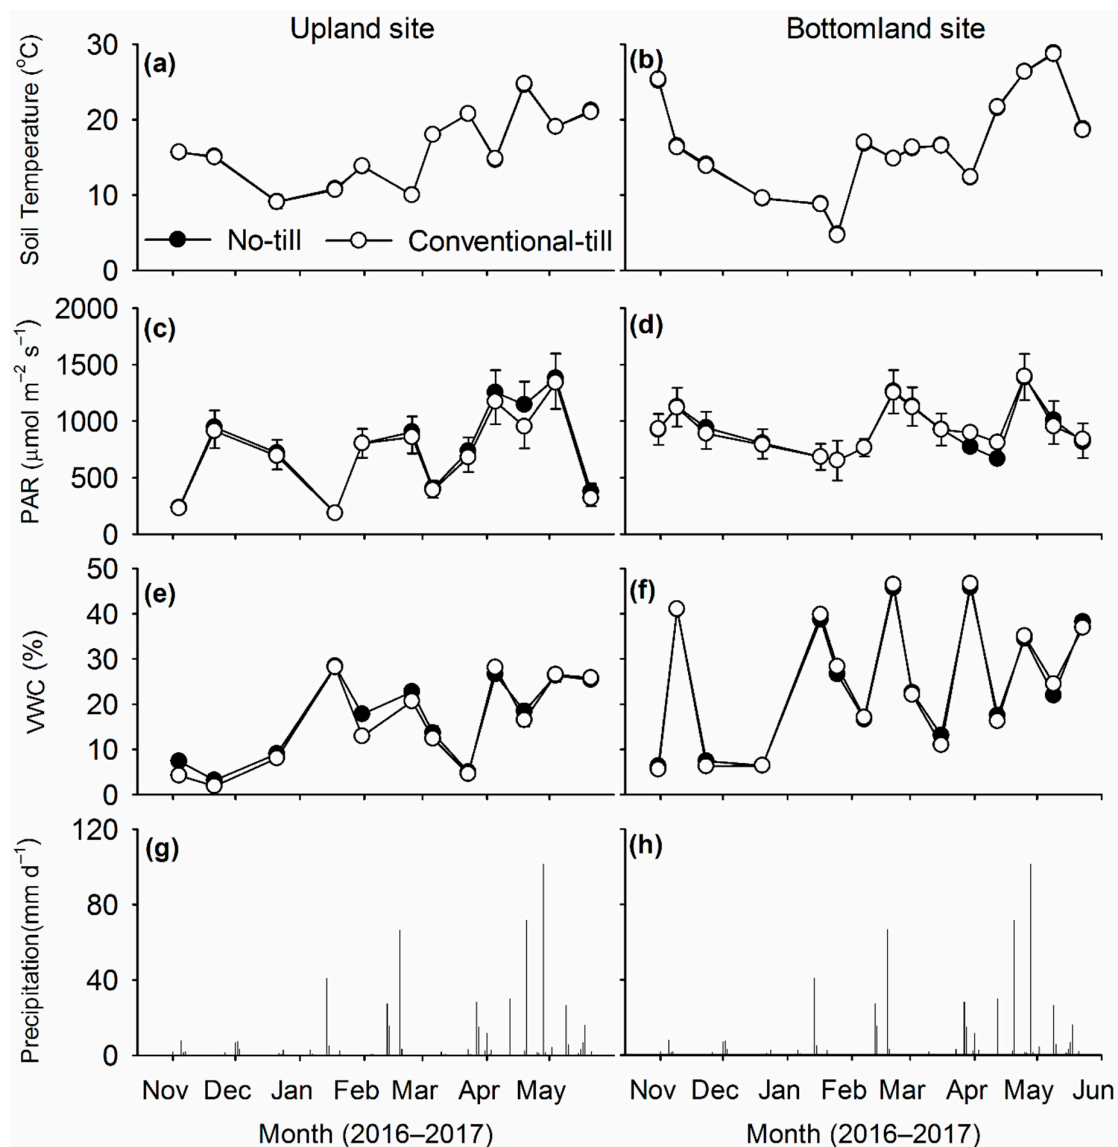 Upland site
Bottomland site
Soil Temperature (°C)
30
20
10
0
(a)
(b)
No-till
Conventional-till
PAR (μmol m⁻² s⁻¹)
2000
1500
1000
500
0
(c)
(d)
VWC (%)
50
40
30
20
10
0
(e)
(f)
Precipitation (mm d⁻¹)
120
80
40
0
(g)
(h)
Nov Dec Jan Feb Mar Apr May
Nov Dec Jan Feb Mar Apr May Jun
Month (2016–2017)
Month (2016–2017)